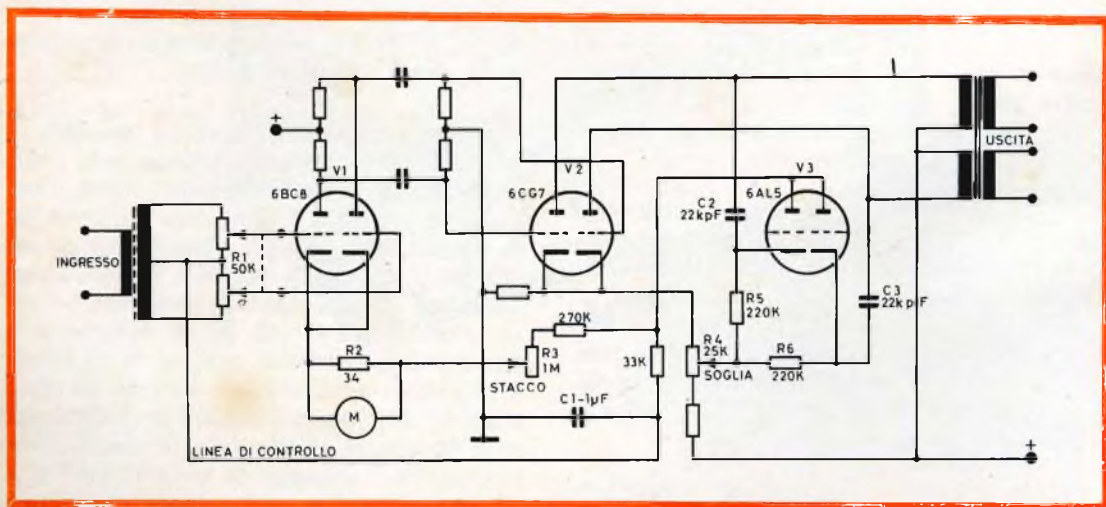 INGRESSO
R1
50K
+
V1
6BC8
V2
6CG7
V3
6AL5
C2
22kpF
USCITA
C3
22kpF
R5
220K
R6
220K
R4
25K
SOGLIA
270K
R3
1M
STACCO
33K
R2
34
M
C1-1µF
LINEA DI CONTROLLO
+